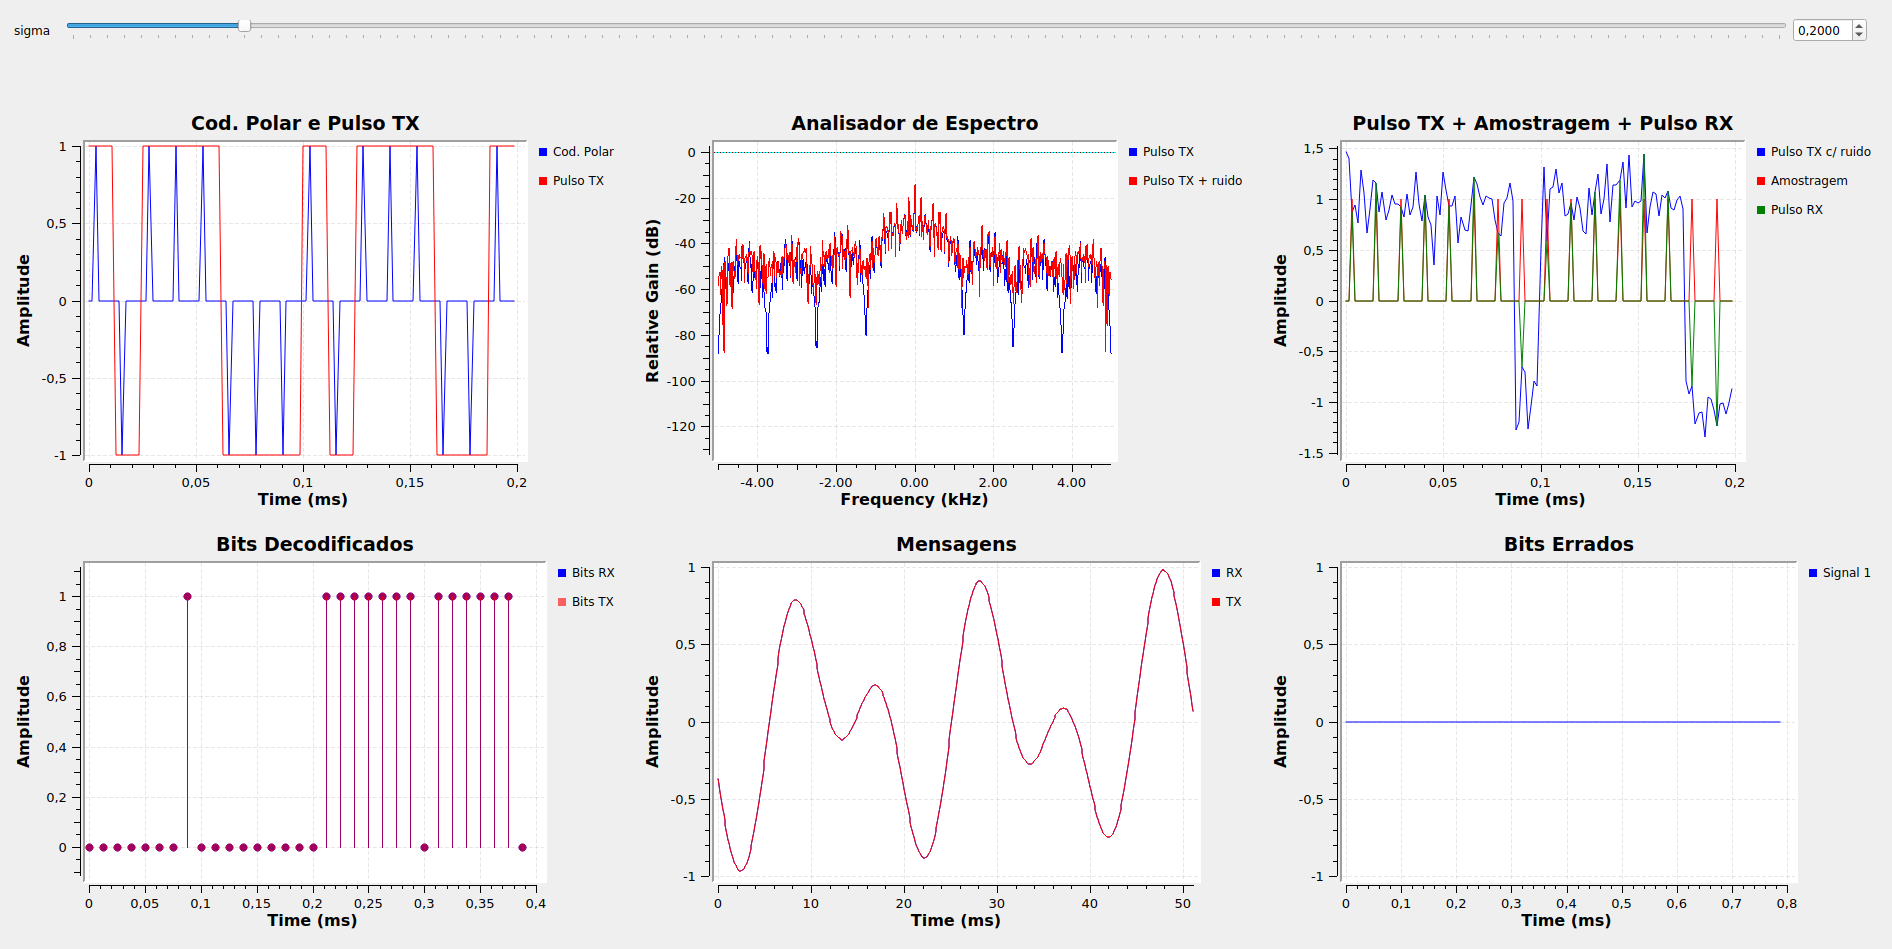 sigma
0,2000
Cod. Polar e Pulso TX
Amplitude
1
0,5
0
-0,5
-1
0 0,05 0,1 0,15 0,2
Time (ms)
Cod. Polar
Pulso TX
Analisador de Espectro
Relative Gain (dB)
0
-20
-40
-60
-80
-100
-120
-4.00 -2.00 0.00 2.00 4.00
Frequency (kHz)
Pulso TX
Pulso TX + ruido
Pulso TX + Amostragem + Pulso RX
Amplitude
1,5
1
0,5
0
-0,5
-1
-1.5
0 0,05 0,1 0,15 0,2
Time (ms)
Pulso TX c/ ruido
Amostragem
Pulso RX
Bits Decodificados
Amplitude
1
0,8
0,6
0,4
0,2
0
0 0,05 0,1 0,15 0,2 0,25 0,3 0,35 0,4
Time (ms)
Bits RX
Bits TX
Mensagens
Amplitude
1
0,5
0
-0,5
-1
0 10 20 30 40 50
Time (ms)
RX
TX
Bits Errados
Amplitude
1
0,5
0
-0,5
-1
0 0,1 0,2 0,3 0,4 0,5 0,6 0,7 0,8
Time (ms)
Signal 1